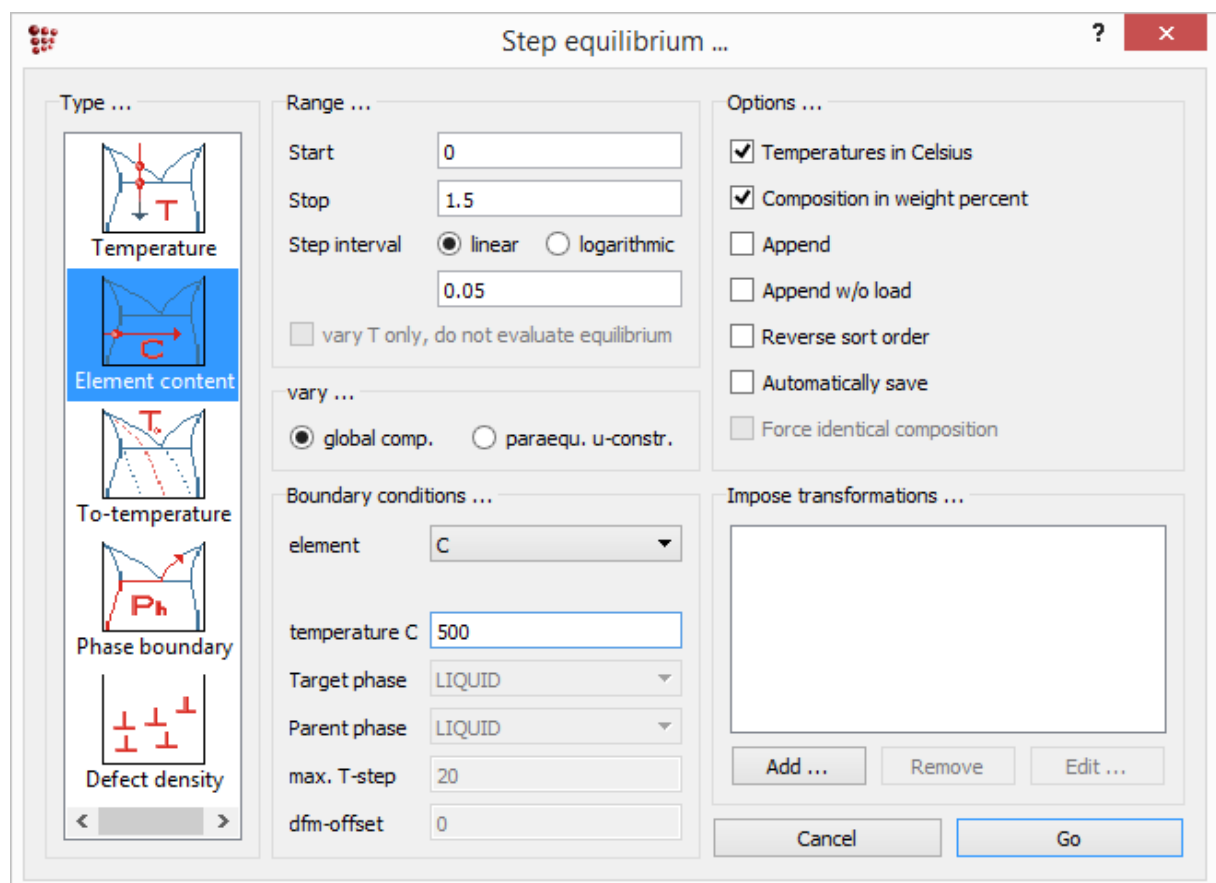 Step equilibrium ...
?
Type ...
T
Temperature
C
Element content
To
To-temperature
Ph
Phase boundary
Defect density
Range ...
Start 0
Stop 1.5
Step interval linear logarithmic
0.05
vary T only, do not evaluate equilibrium
vary ...
global comp. paraequ. u-constr.
Boundary conditions ...
element C
temperature C 500
Target phase LIQUID
Parent phase LIQUID
max. T-step 20
dfm-offset 0
Options ...
Temperatures in Celsius
Composition in weight percent
Append
Append w/o load
Reverse sort order
Automatically save
Force identical composition
Impose transformations ...
Add ... Remove Edit ...
Cancel Go